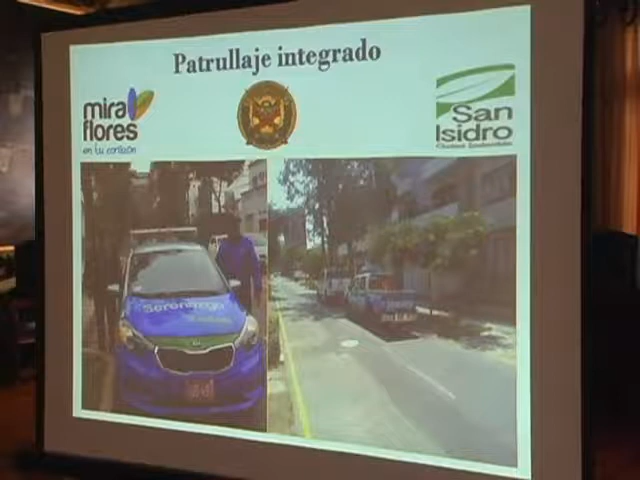 Patrullaje integrado
mira
flores
en tu corazón
San
Isidro
Serenazgo